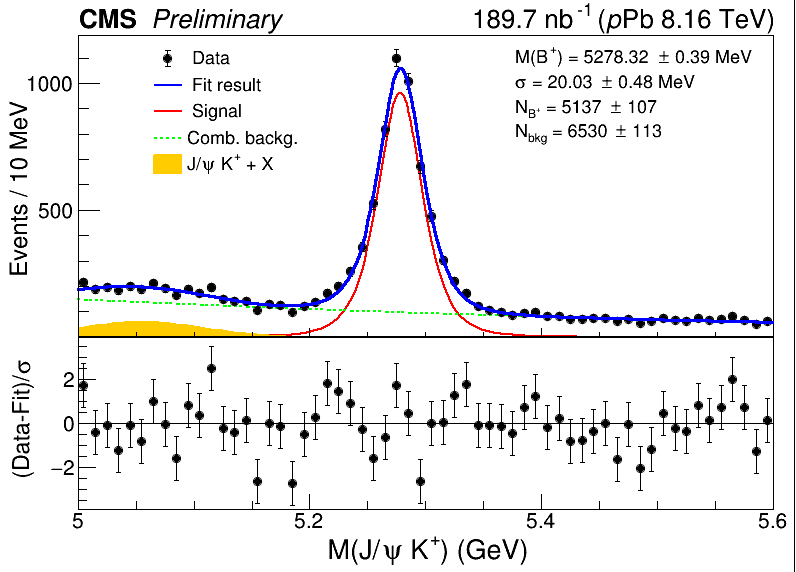 CMS Preliminary 189.7 nb⁻¹ (pPb 8.16 TeV)
Data
Fit result
Signal
Comb. backg.
J/ψ K⁺ + X
M(B⁺) = 5278.32 ± 0.39 MeV
σ = 20.03 ± 0.48 MeV
N_B⁺ = 5137 ± 107
N_bkg = 6530 ± 113
Events / 10 MeV
1000
500
(Data-Fit)/σ
2
0
−2
5 5.2 5.4 5.6
M(J/ψ K⁺) (GeV)